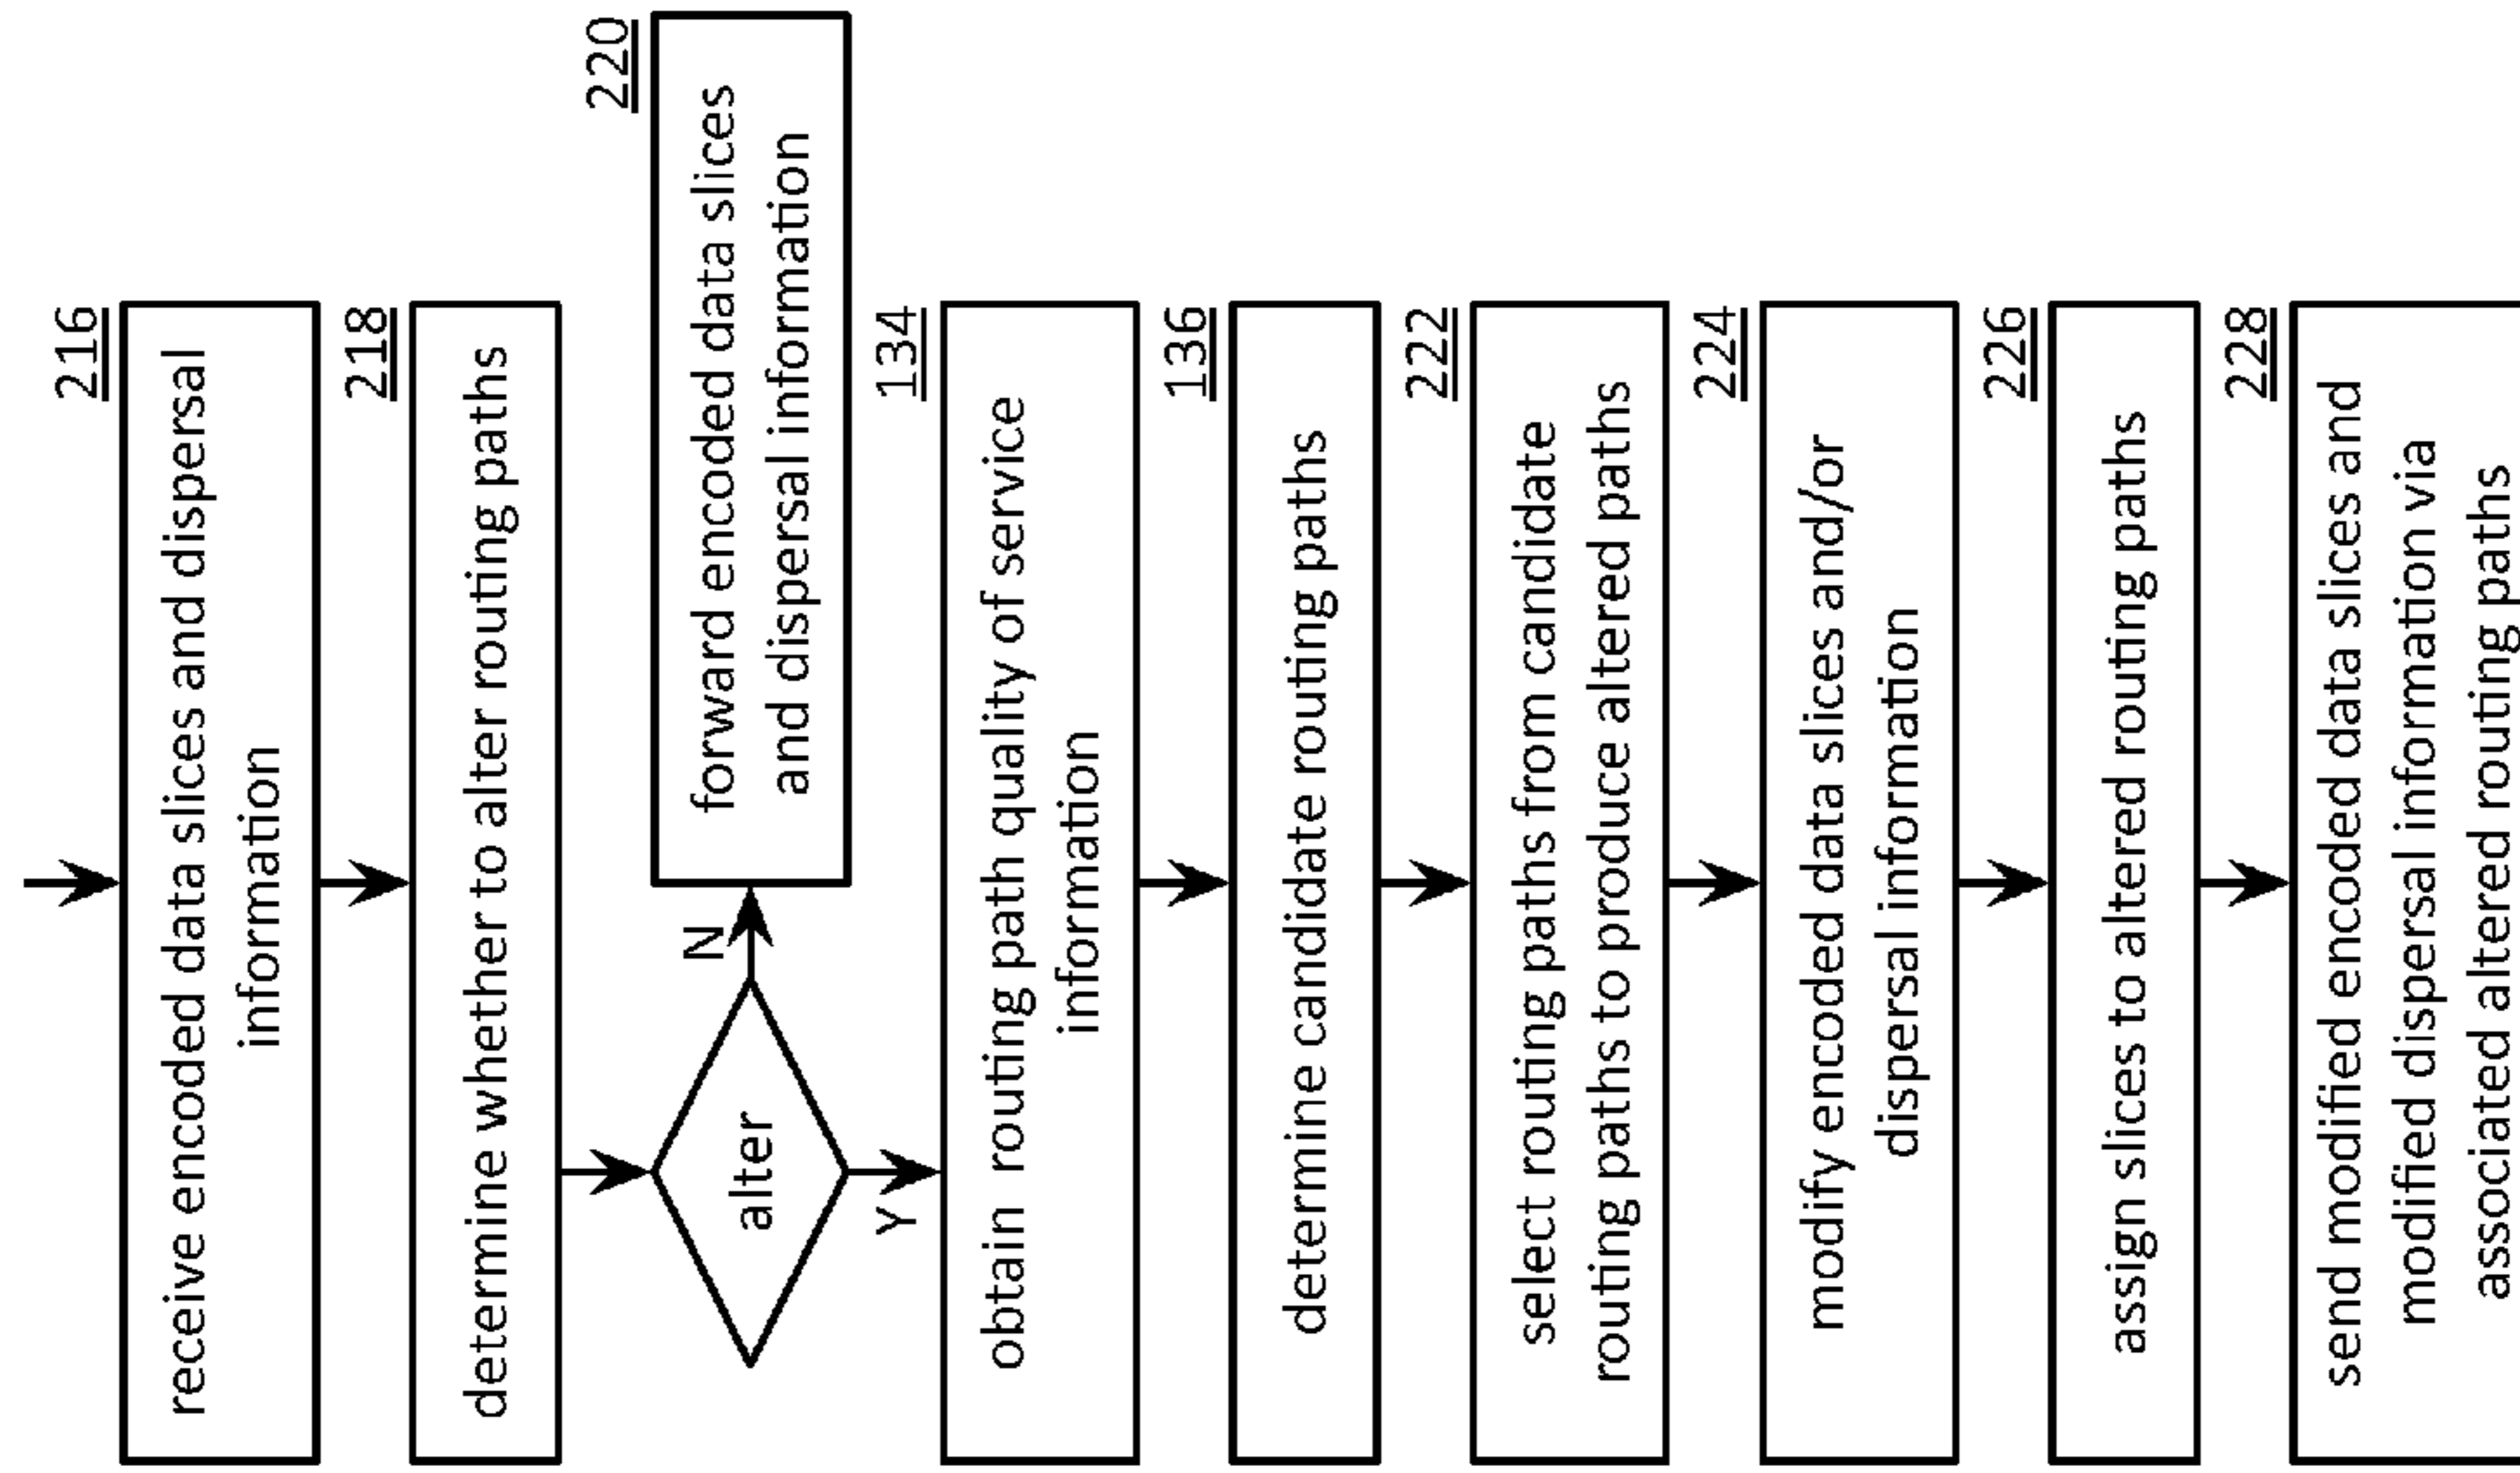 216
receive encoded data slices and dispersal
information
218
determine whether to alter routing paths
alter
N
Y
220
forward encoded data slices
and dispersal information
134
obtain routing path quality of service
information
136
determine candidate routing paths
222
select routing paths from candidate
routing paths to produce altered paths
224
modify encoded data slices and/or
dispersal information
226
assign slices to altered routing paths
228
send modified encoded data slices and
modified dispersal information via
associated altered routing paths